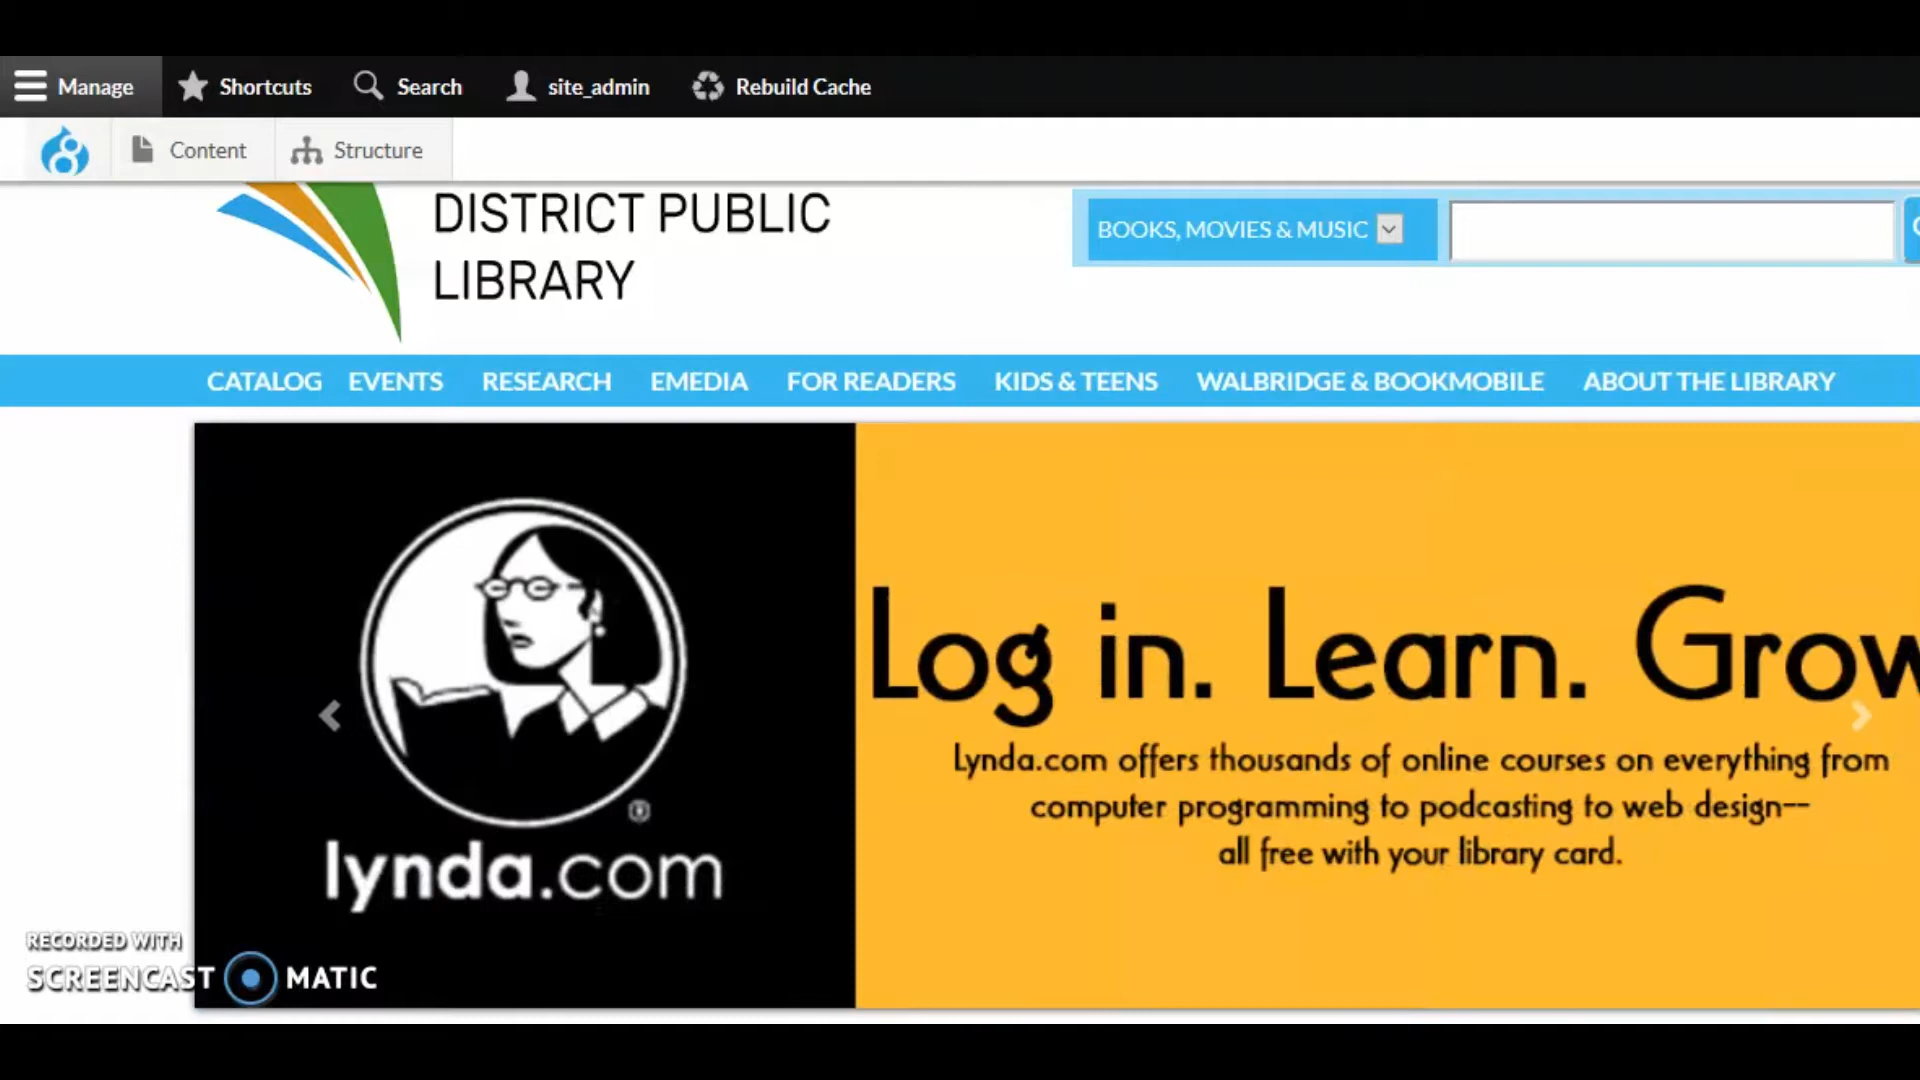 Manage Shortcuts Search site_admin Rebuild Cache
Content Structure
DISTRICT PUBLIC
LIBRARY
BOOKS, MOVIES & MUSIC
CATALOG EVENTS RESEARCH EMEDIA FOR READERS KIDS & TEENS WALBRIDGE & BOOKMOBILE ABOUT THE LIBRARY
Log in. Learn. Grow
Lynda.com offers thousands of online courses on everything from
computer programming to podcasting to web design--
all free with your library card.
®
lynda.com
RECORDED WITH
SCREENCAST MATIC